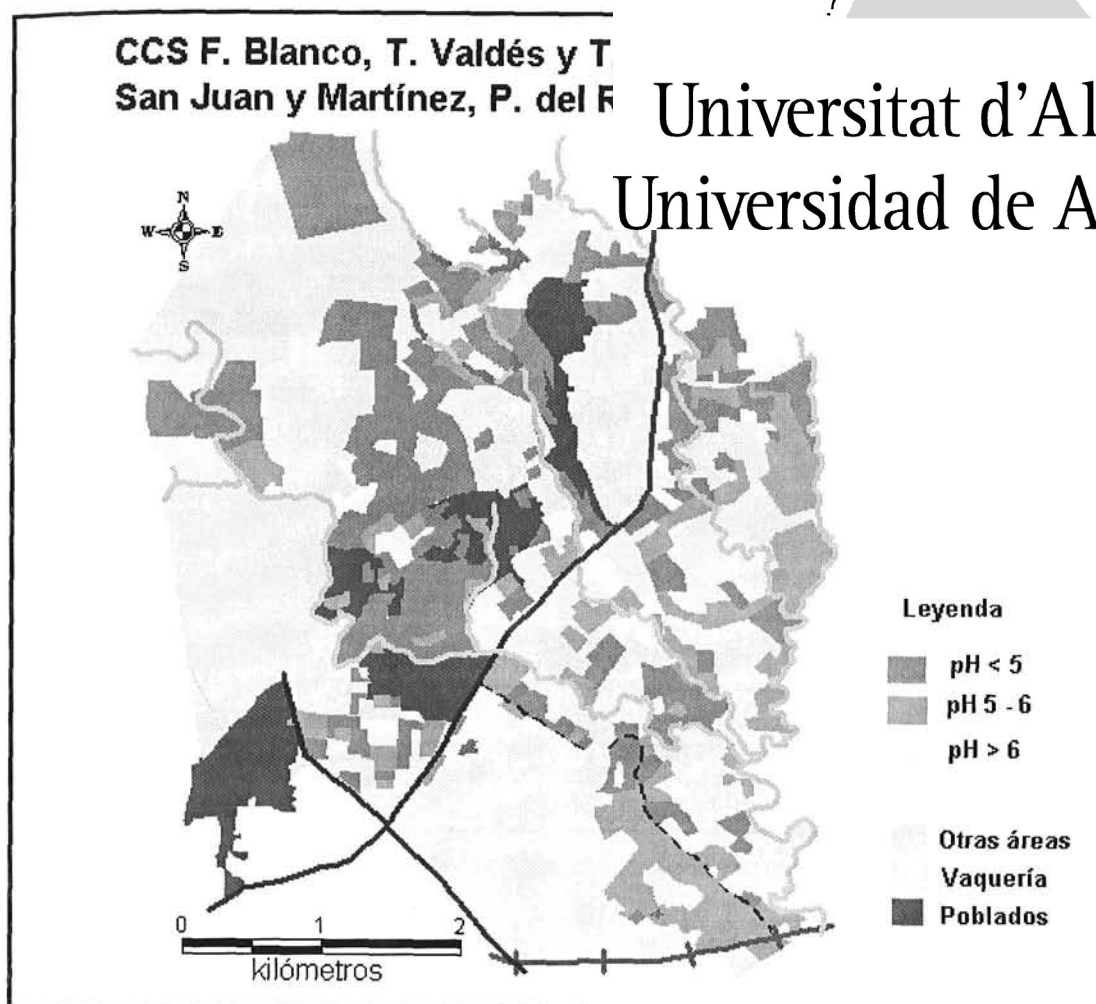 CCS F. Blanco, T. Valdés y T.
San Juan y Martínez, P. del R
Universitat d'Al
Universidad de A
N
W E
S
Leyenda
pH < 5
pH 5 - 6
pH > 6
Otras áreas
Vaquería
Poblados
0 1 2
kilómetros